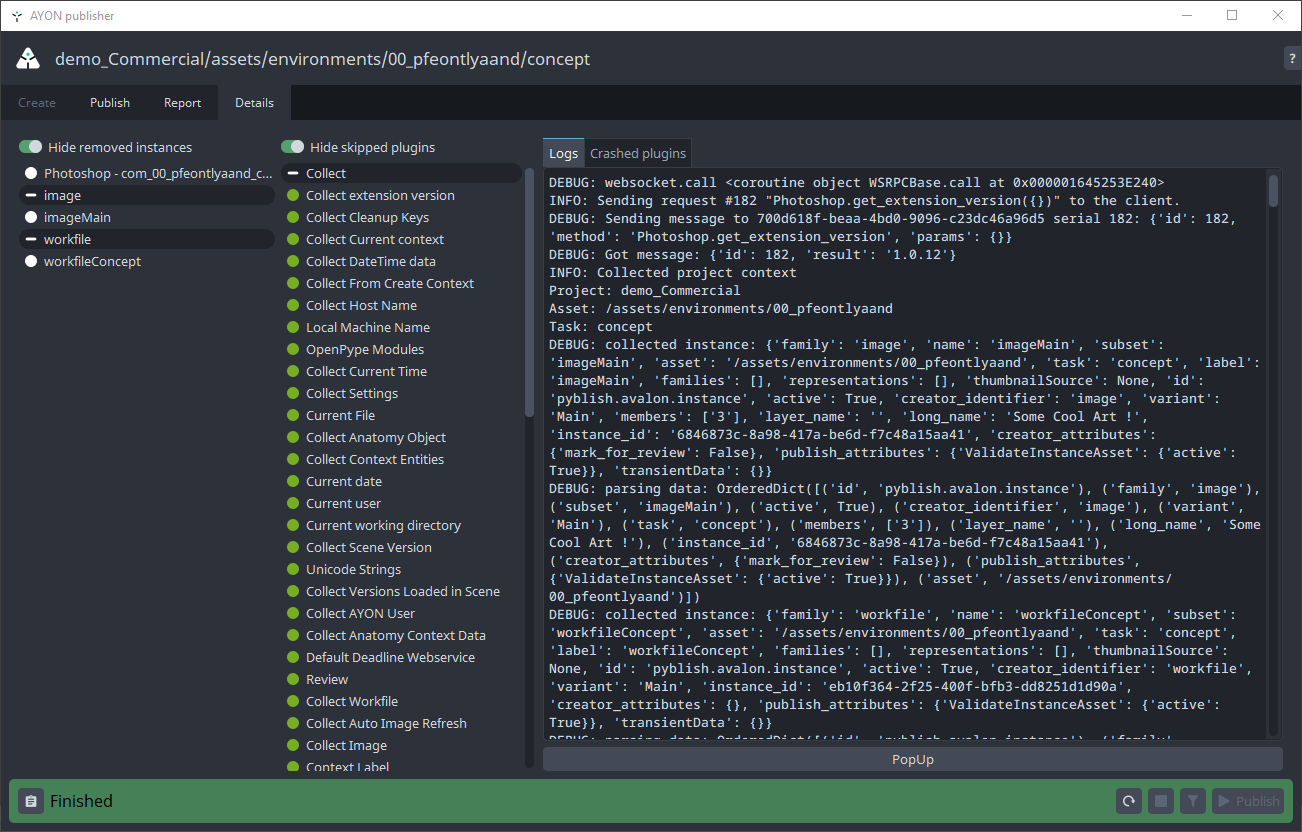 AYON publisher
demo_Commercial/assets/environments/00_pfeontlyaand/concept
?
Create
Publish
Report
Details
Hide removed instances
Photoshop - com_00_pfeontlyaand_c...
image
imageMain
workfile
workfileConcept
Hide skipped plugins
Collect
Collect extension version
Collect Cleanup Keys
Collect Current context
Collect DateTime data
Collect From Create Context
Collect Host Name
Local Machine Name
OpenPype Modules
Collect Current Time
Collect Settings
Current File
Collect Anatomy Object
Collect Context Entities
Current date
Current user
Current working directory
Collect Scene Version
Unicode Strings
Collect Versions Loaded in Scene
Collect AYON User
Collect Anatomy Context Data
Default Deadline Webservice
Review
Collect Workfile
Collect Auto Image Refresh
Collect Image
Context Label
Logs
Crashed plugins
DEBUG: websocket.call <coroutine object WSRPCBase.call at 0x000001645253E240>
INFO: Sending request #182 "Photoshop.get_extension_version({})" to the client.
DEBUG: Sending message to 700d618f-beaa-4bd0-9096-c23dc46a96d5 serial 182: {'id': 182,
'method': 'Photoshop.get_extension_version', 'params': {}}
DEBUG: Got message: {'id': 182, 'result': '1.0.12'}
INFO: Collected project context
Project: demo_Commercial
Asset: /assets/environments/00_pfeontlyaand
Task: concept
DEBUG: collected instance: {'family': 'image', 'name': 'imageMain', 'subset':
'imageMain', 'asset': '/assets/environments/00_pfeontlyaand', 'task': 'concept', 'label':
'imageMain', 'families': [], 'representations': [], 'thumbnailSource': None, 'id':
'pyblish.avalon.instance', 'active': True, 'creator_identifier': 'image', 'variant':
'Main', 'members': ['3'], 'layer_name': '', 'long_name': 'Some Cool Art !',
'instance_id': '6846873c-8a98-417a-be6d-f7c48a15aa41', 'creator_attributes':
{'mark_for_review': False}, 'publish_attributes': {'ValidateInstanceAsset': {'active':
True}}, 'transientData': {}}
DEBUG: parsing data: OrderedDict([('id', 'pyblish.avalon.instance'), ('family', 'image'),
('subset', 'imageMain'), ('active', True), ('creator_identifier', 'image'), ('variant',
'Main'), ('task', 'concept'), ('members', ['3']), ('layer_name', ''), ('long_name', 'Some
Cool Art !'), ('instance_id', '6846873c-8a98-417a-be6d-f7c48a15aa41'),
('creator_attributes', {'mark_for_review': False}), ('publish_attributes',
{'ValidateInstanceAsset': {'active': True}}), ('asset', '/assets/environments/
00_pfeontlyaand')])
DEBUG: collected instance: {'family': 'workfile', 'name': 'workfileConcept', 'subset':
'workfileConcept', 'asset': '/assets/environments/00_pfeontlyaand', 'task': 'concept',
'label': 'workfileConcept', 'families': [], 'representations': [], 'thumbnailSource':
None, 'id': 'pyblish.avalon.instance', 'active': True, 'creator_identifier': 'workfile',
'variant': 'Main', 'instance_id': 'eb10f364-2f25-400f-bfb3-dd8251d1d90a',
'creator_attributes': {}, 'publish_attributes': {'ValidateInstanceAsset': {'active':
True}}, 'transientData': {}}
DEBUG: parsing data: OrderedDict([('id', 'pyblish.avalon.instance'), ('family',
PopUp
Finished
Publish